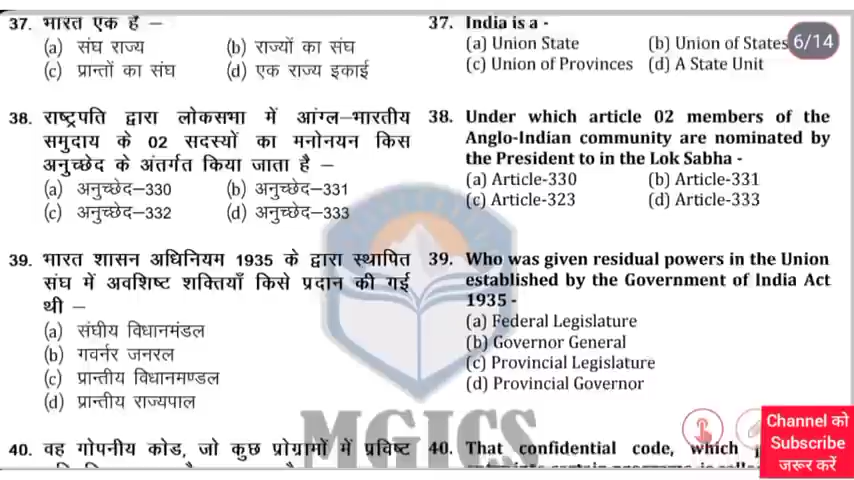 37. भारत एक है –
(a) संघ राज्य (b) राज्यों का संघ
(c) प्रान्तों का संघ (d) एक राज्य इकाई
38. राष्ट्रपति द्वारा लोकसभा में आंग्ल–भारतीय
समुदाय के 02 सदस्यों का मनोनयन किस
अनुच्छेद के अंतर्गत किया जाता है –
(a) अनुच्छेद–330 (b) अनुच्छेद–331
(c) अनुच्छेद–332 (d) अनुच्छेद–333
39. भारत शासन अधिनियम 1935 के द्वारा स्थापित
संघ में अवशिष्ट शक्तियाँ किसे प्रदान की गई
थी –
(a) संघीय विधानमंडल
(b) गवर्नर जनरल
(c) प्रान्तीय विधानमण्डल
(d) प्रान्तीय राज्यपाल
40. वह गोपनीय कोड, जो कुछ प्रोग्रामों में प्रविष्ट
37. India is a -
(a) Union State (b) Union of States
(c) Union of Provinces (d) A State Unit
6/14
38. Under which article 02 members of the
Anglo-Indian community are nominated by
the President to in the Lok Sabha -
(a) Article-330 (b) Article-331
(c) Article-323 (d) Article-333
39. Who was given residual powers in the Union
established by the Government of India Act
1935 -
(a) Federal Legislature
(b) Governor General
(c) Provincial Legislature
(d) Provincial Governor
40. That confidential code, which
MGICS
Channel को
Subscribe
जरूर करें